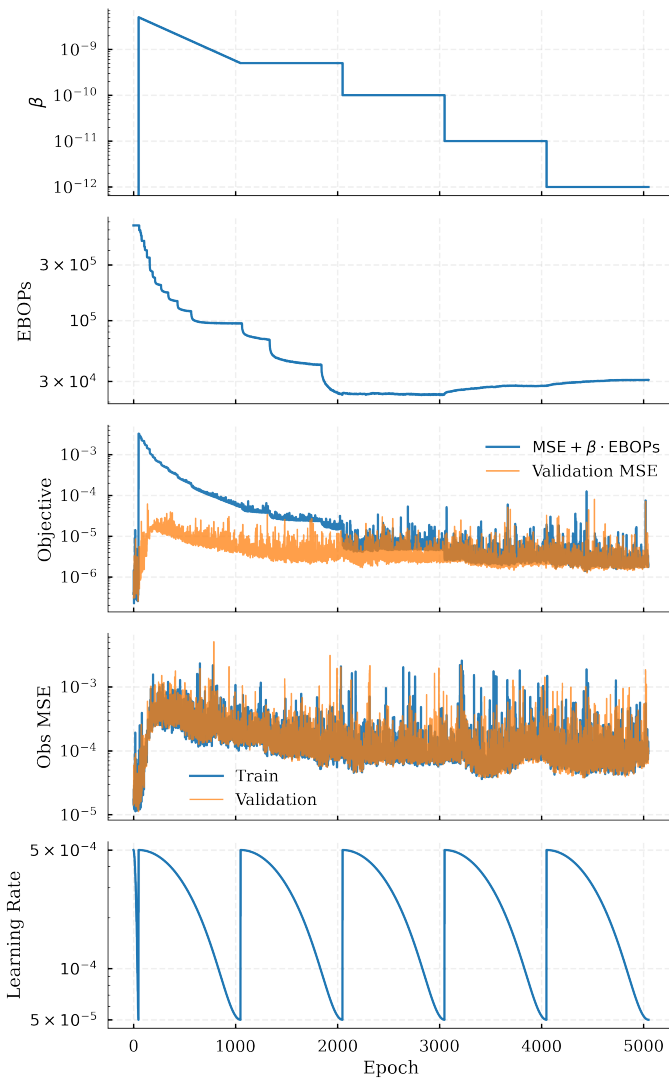 10⁻⁹
10⁻¹⁰
10⁻¹¹
10⁻¹²
β
3 × 10⁵
10⁵
3 × 10⁴
EBOPs
10⁻³
10⁻⁴
10⁻⁵
10⁻⁶
Objective
MSE + β · EBOPs
Validation MSE
10⁻³
10⁻⁴
10⁻⁵
Obs MSE
Train
Validation
5 × 10⁻⁴
10⁻⁴
5 × 10⁻⁵
Learning Rate
0 1000 2000 3000 4000 5000
Epoch